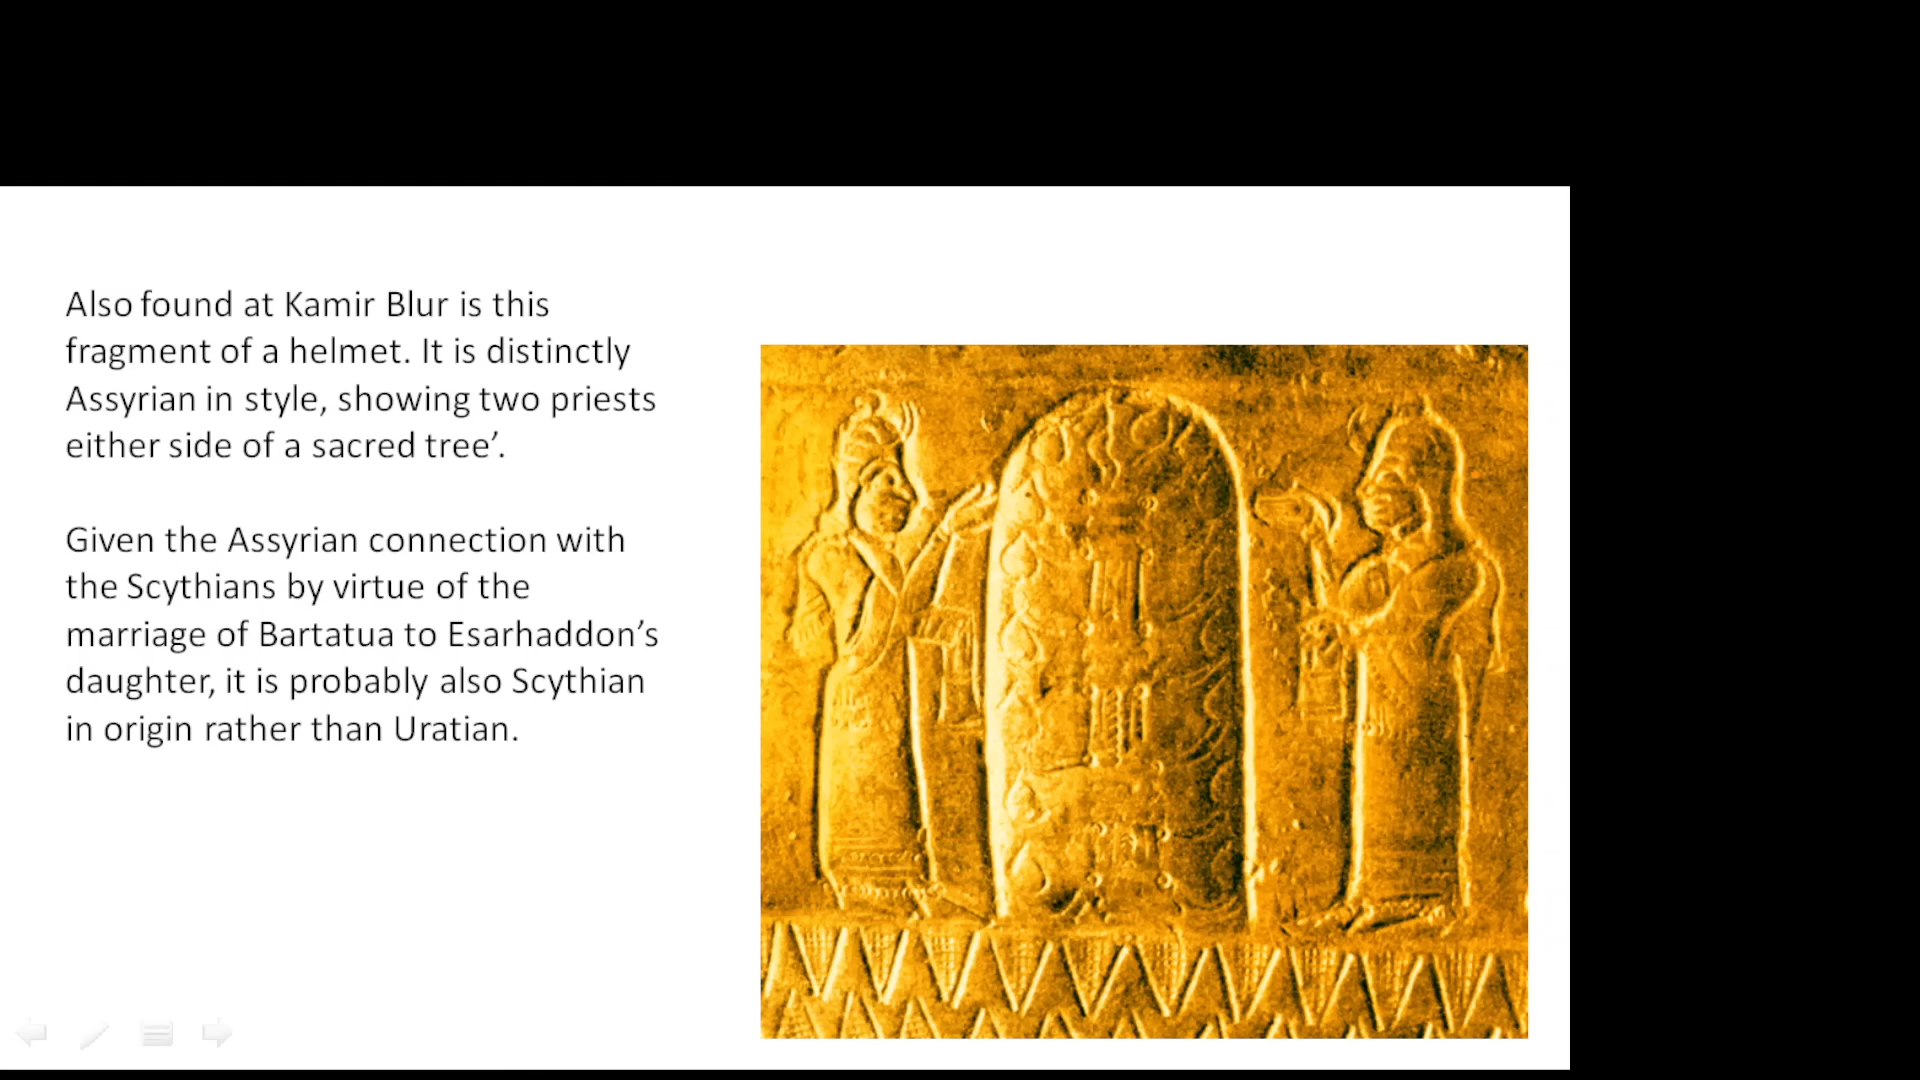 Also found at Kamir Blur is this
fragment of a helmet. It is distinctly
Assyrian in style, showing two priests
either side of a sacred tree’.
Given the Assyrian connection with
the Scythians by virtue of the
marriage of Bartatua to Esarhaddon’s
daughter, it is probably also Scythian
in origin rather than Uratian.